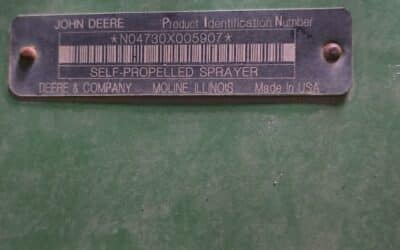 JOHN DEERE Product Identification Number
*N04730X005907*
SELF-PROPELLED SPRAYER
DEERE & COMPANY MOLINE ILLINOIS Made In USA